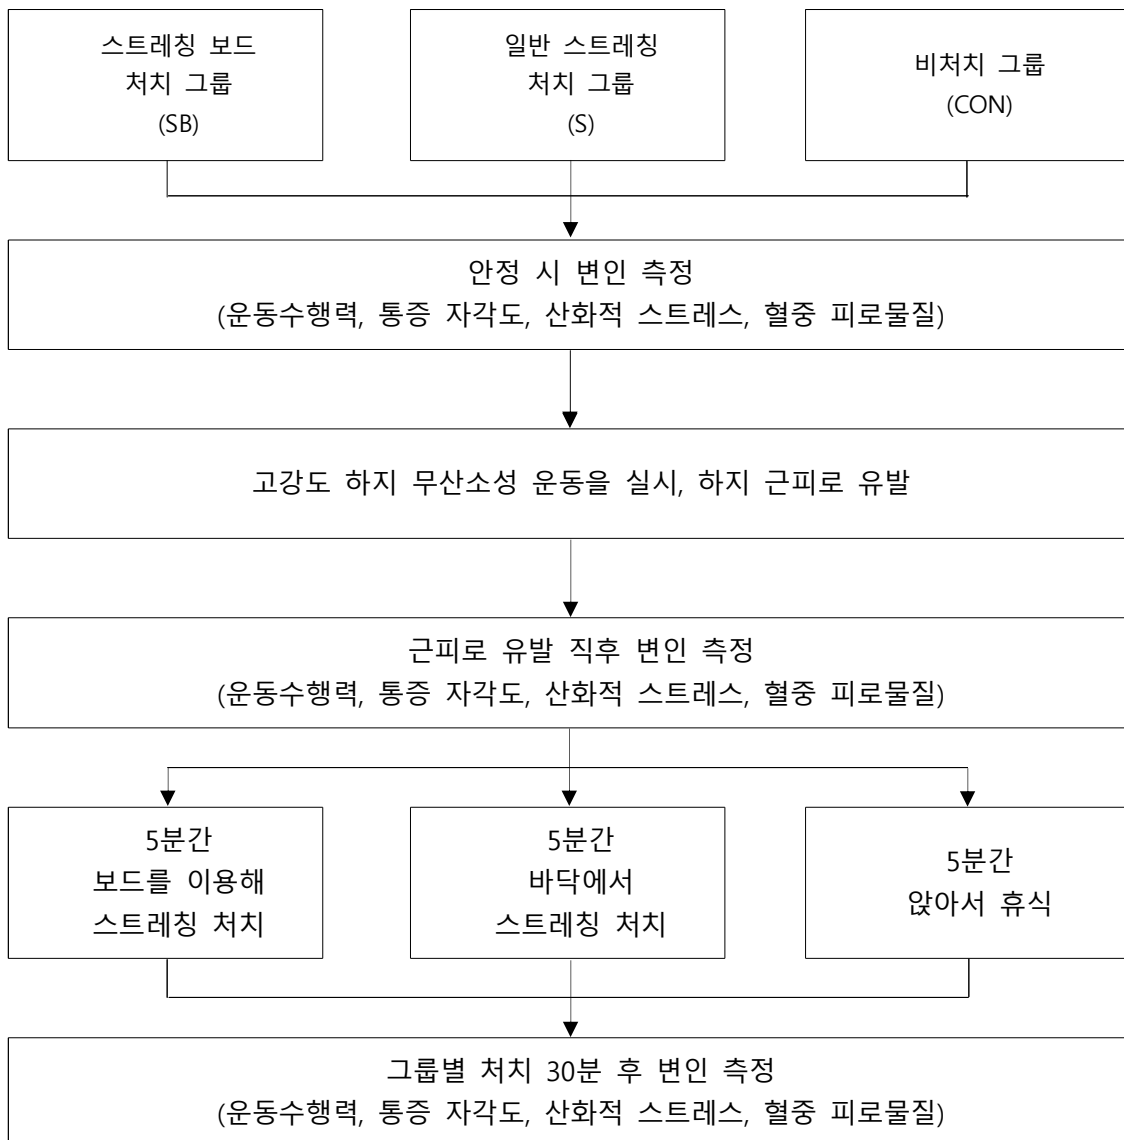 스트레칭 보드
처치 그룹
(SB)
일반 스트레칭
처치 그룹
(S)
비처치 그룹
(CON)
안정 시 변인 측정
(운동수행력, 통증 자각도, 산화적 스트레스, 혈중 피로물질)
고강도 하지 무산소성 운동을 실시, 하지 근피로 유발
근피로 유발 직후 변인 측정
(운동수행력, 통증 자각도, 산화적 스트레스, 혈중 피로물질)
5분간
보드를 이용해
스트레칭 처치
5분간
바닥에서
스트레칭 처치
5분간
앉아서 휴식
그룹별 처치 30분 후 변인 측정
(운동수행력, 통증 자각도, 산화적 스트레스, 혈중 피로물질)